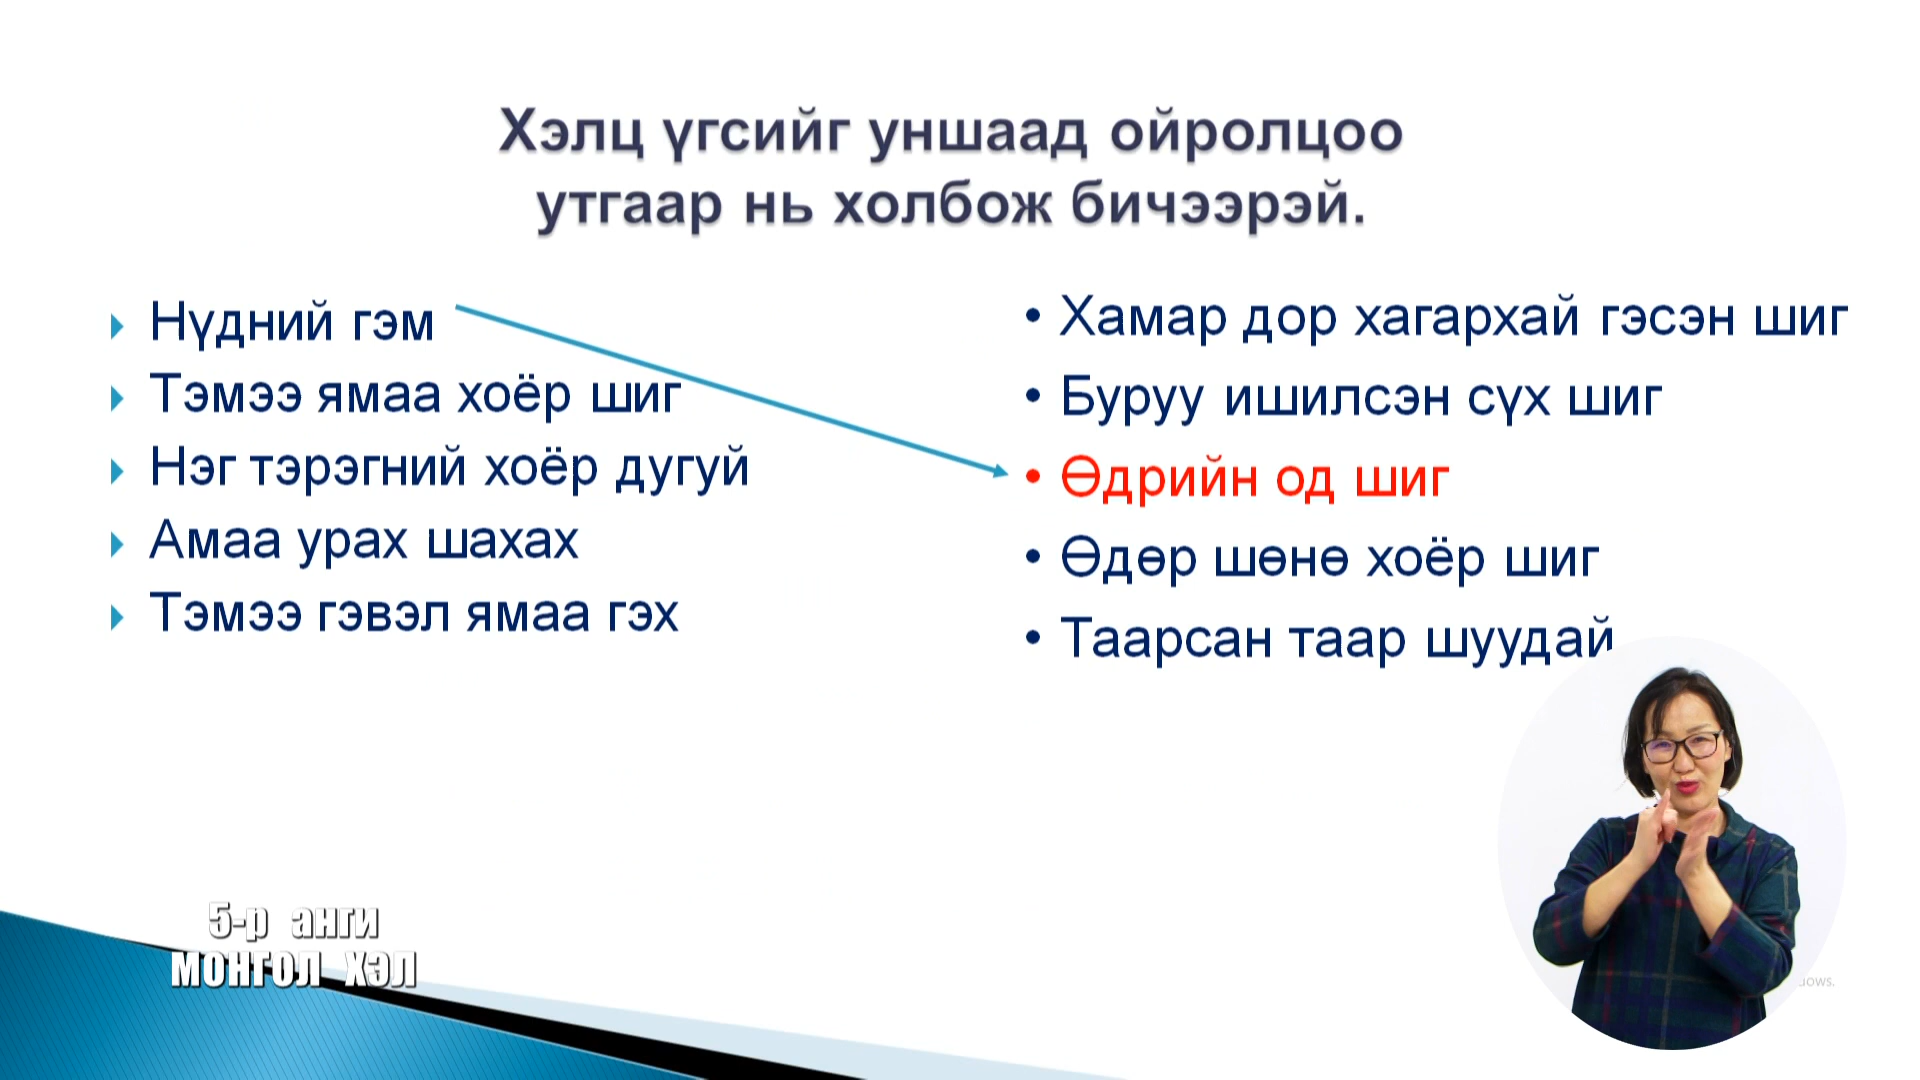 Хэлц үгсийг уншаад ойролцоо
утгаар нь холбож бичээрэй.
Нүдний гэм
Тэмээ ямаа хоёр шиг
Нэг тэрэгний хоёр дугуй
Амаа урах шахах
Тэмээ гэвэл ямаа гэх
Хамар дор хагархай гэсэн шиг
Буруу ишилсэн сүх шиг
Өдрийн од шиг
Өдөр шөнө хоёр шиг
Таарсан таар шуудай
5-р анги
МОНГОЛ ХЭЛ